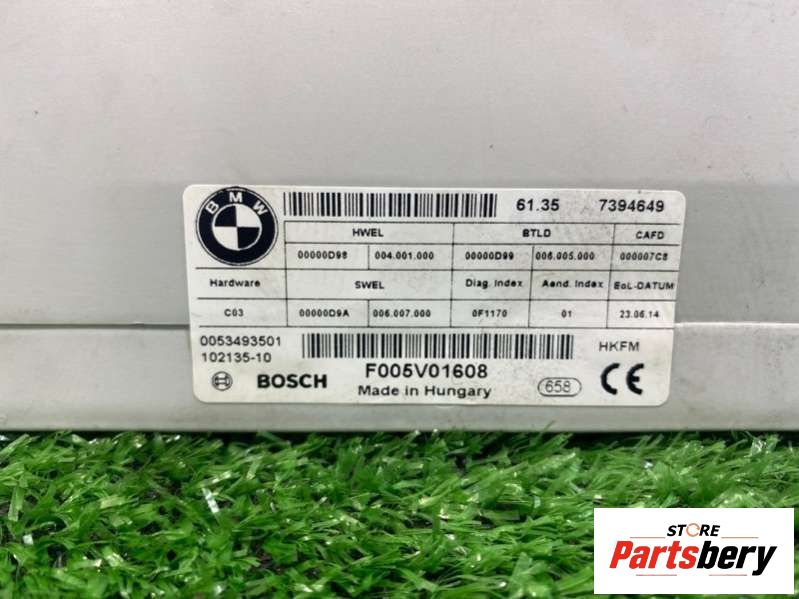 BMW
61.35 7394649
HWEL BTLD CAFD
00000D98 004.001.000 00000D99 006.005.000 000007C8
Hardware SWEL Diag. Index Aend. Index EoL-DATUM
C03 00000D9A 006.007.000 0F1170 01 23.06.14
0053493501
102135-10
HKFM
BOSCH F005V01608
Made in Hungary
658
CE
STORE
Partsbery